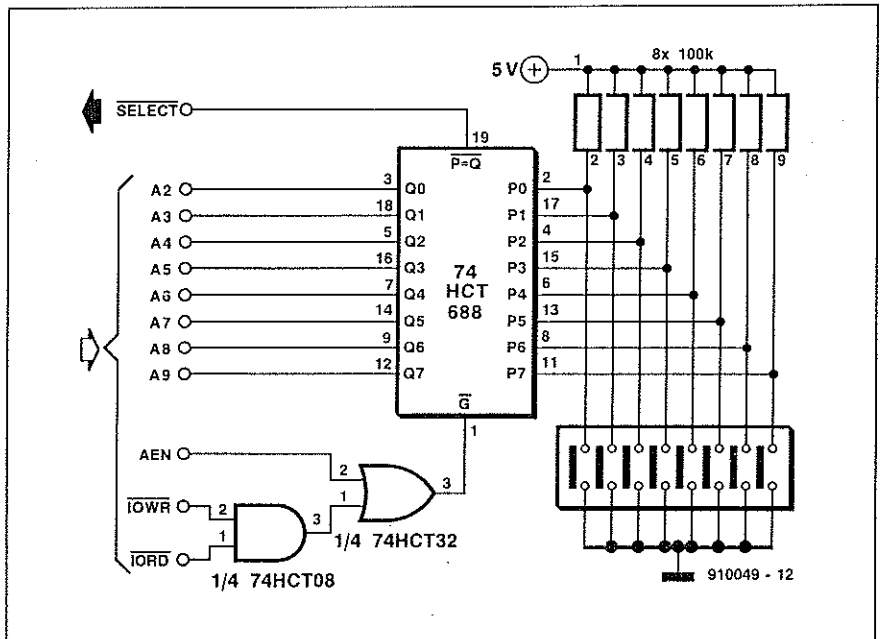 5 V
1
8x 100k
SELECT
19
P=Q
2 3 4 5 6 7 8 9
A2 3 Q0 P0 2
A3 18 Q1 P1 17
A4 5 Q2 P2 4
A5 16 Q3 P3 15
A6 7 Q4 P4 6
A7 14 Q5 P5 13
A8 9 Q6 P6 8
A9 12 Q7 P7 11
74
HCT
688
G
1
AEN
2
1
3
1/4 74HCT32
IOWR
2
1
3
IORD
1/4 74HCT08
910049 - 12